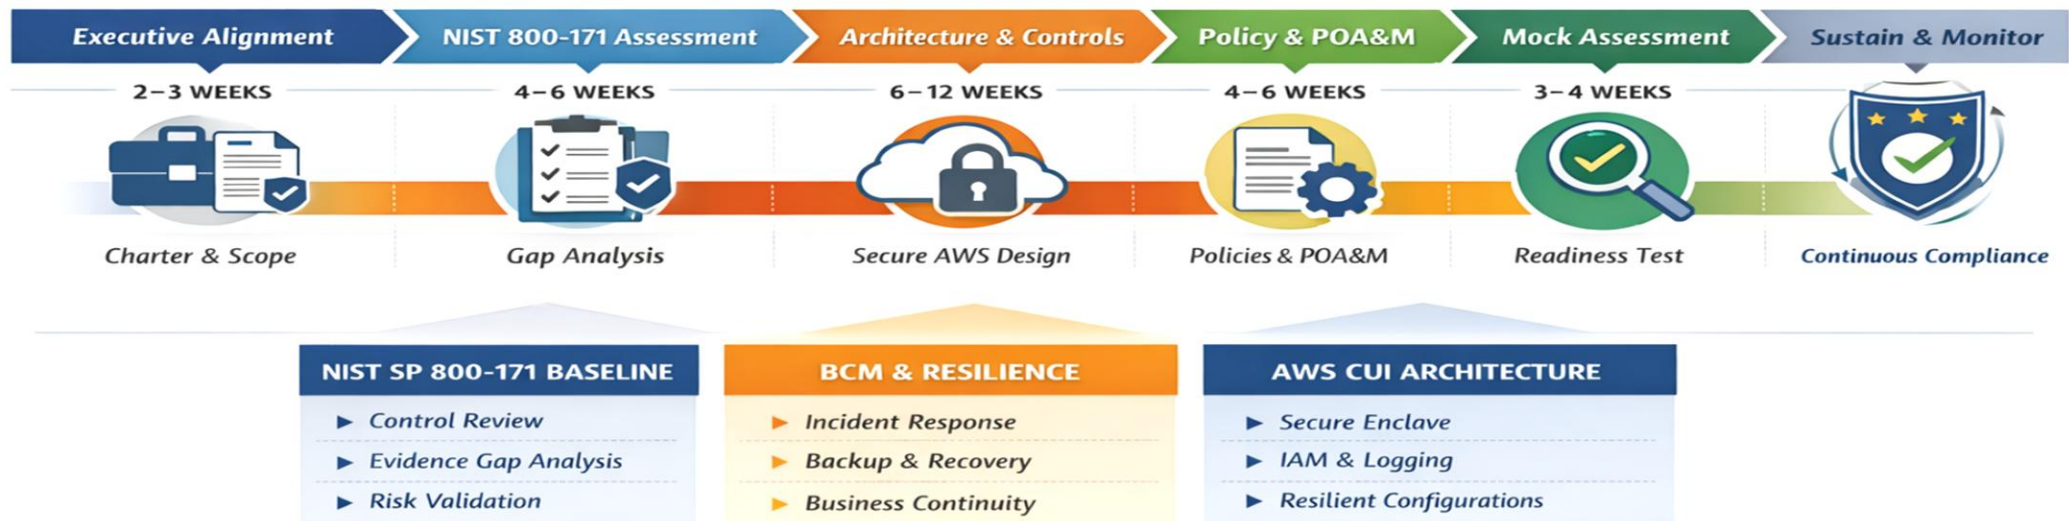 Executive Alignment
NIST 800-171 Assessment
Architecture & Controls
Policy & POA&M
Mock Assessment
Sustain & Monitor
2–3 WEEKS
4–6 WEEKS
6–12 WEEKS
4–6 WEEKS
3–4 WEEKS
Charter & Scope
Gap Analysis
Secure AWS Design
Policies & POA&M
Readiness Test
Continuous Compliance
NIST SP 800-171 BASELINE
► Control Review
► Evidence Gap Analysis
► Risk Validation
BCM & RESILIENCE
► Incident Response
► Backup & Recovery
► Business Continuity
AWS CUI ARCHITECTURE
► Secure Enclave
► IAM & Logging
► Resilient Configurations